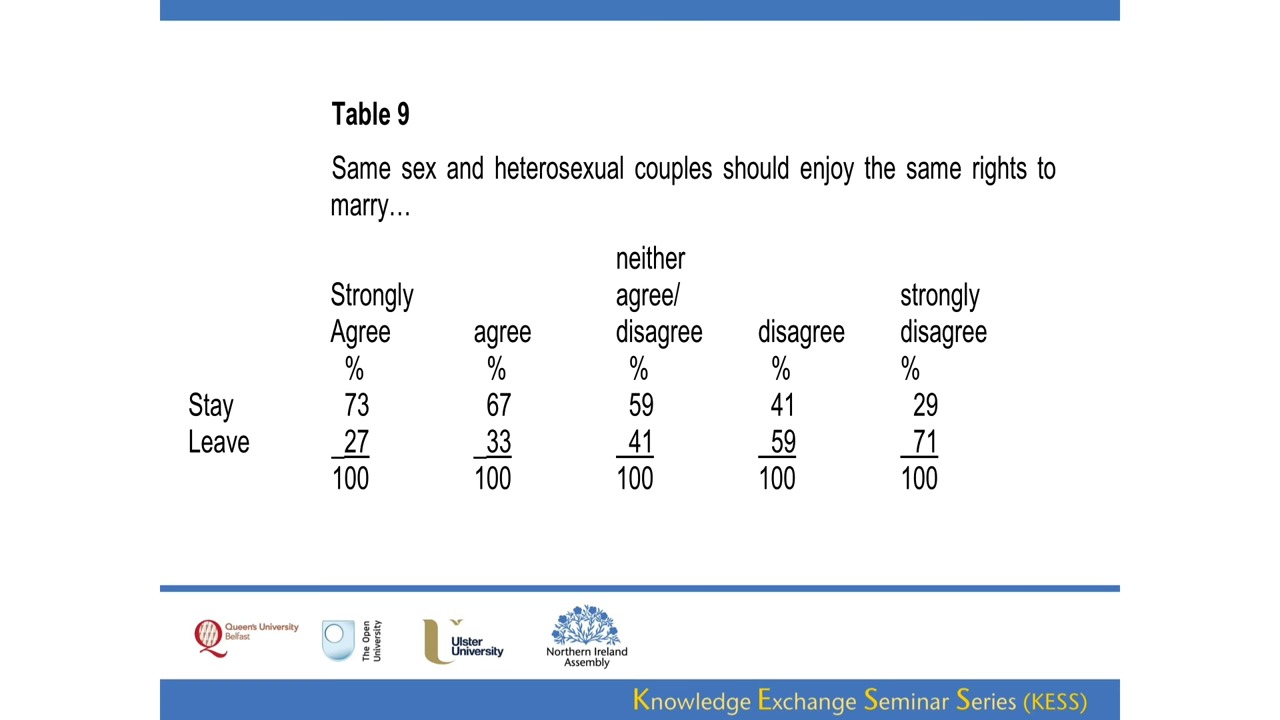 Table 9
Same sex and heterosexual couples should enjoy the same rights to
marry…
neither
Strongly agree/ strongly
Agree agree disagree disagree disagree
% % % % %
Stay 73 67 59 41 29
Leave 27 33 41 59 71
100 100 100 100 100
Queen's University
Belfast
The Open
University
Ulster
University
Northern Ireland
Assembly
Knowledge Exchange Seminar Series (KESS)